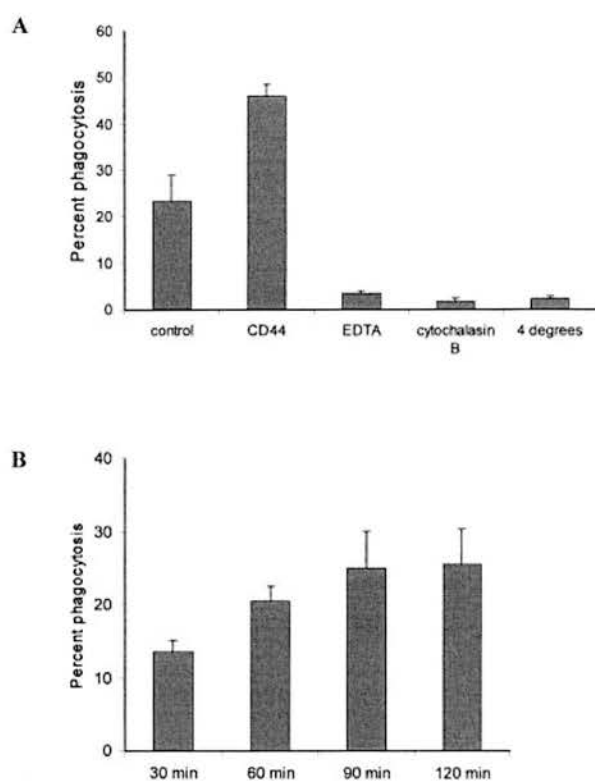 A
Percent phagocytosis
60
50
40
30
20
10
0
control CD44 EDTA cytochalasin B 4 degrees
B
Percent phagocytosis
40
30
20
10
0
30 min 60 min 90 min 120 min